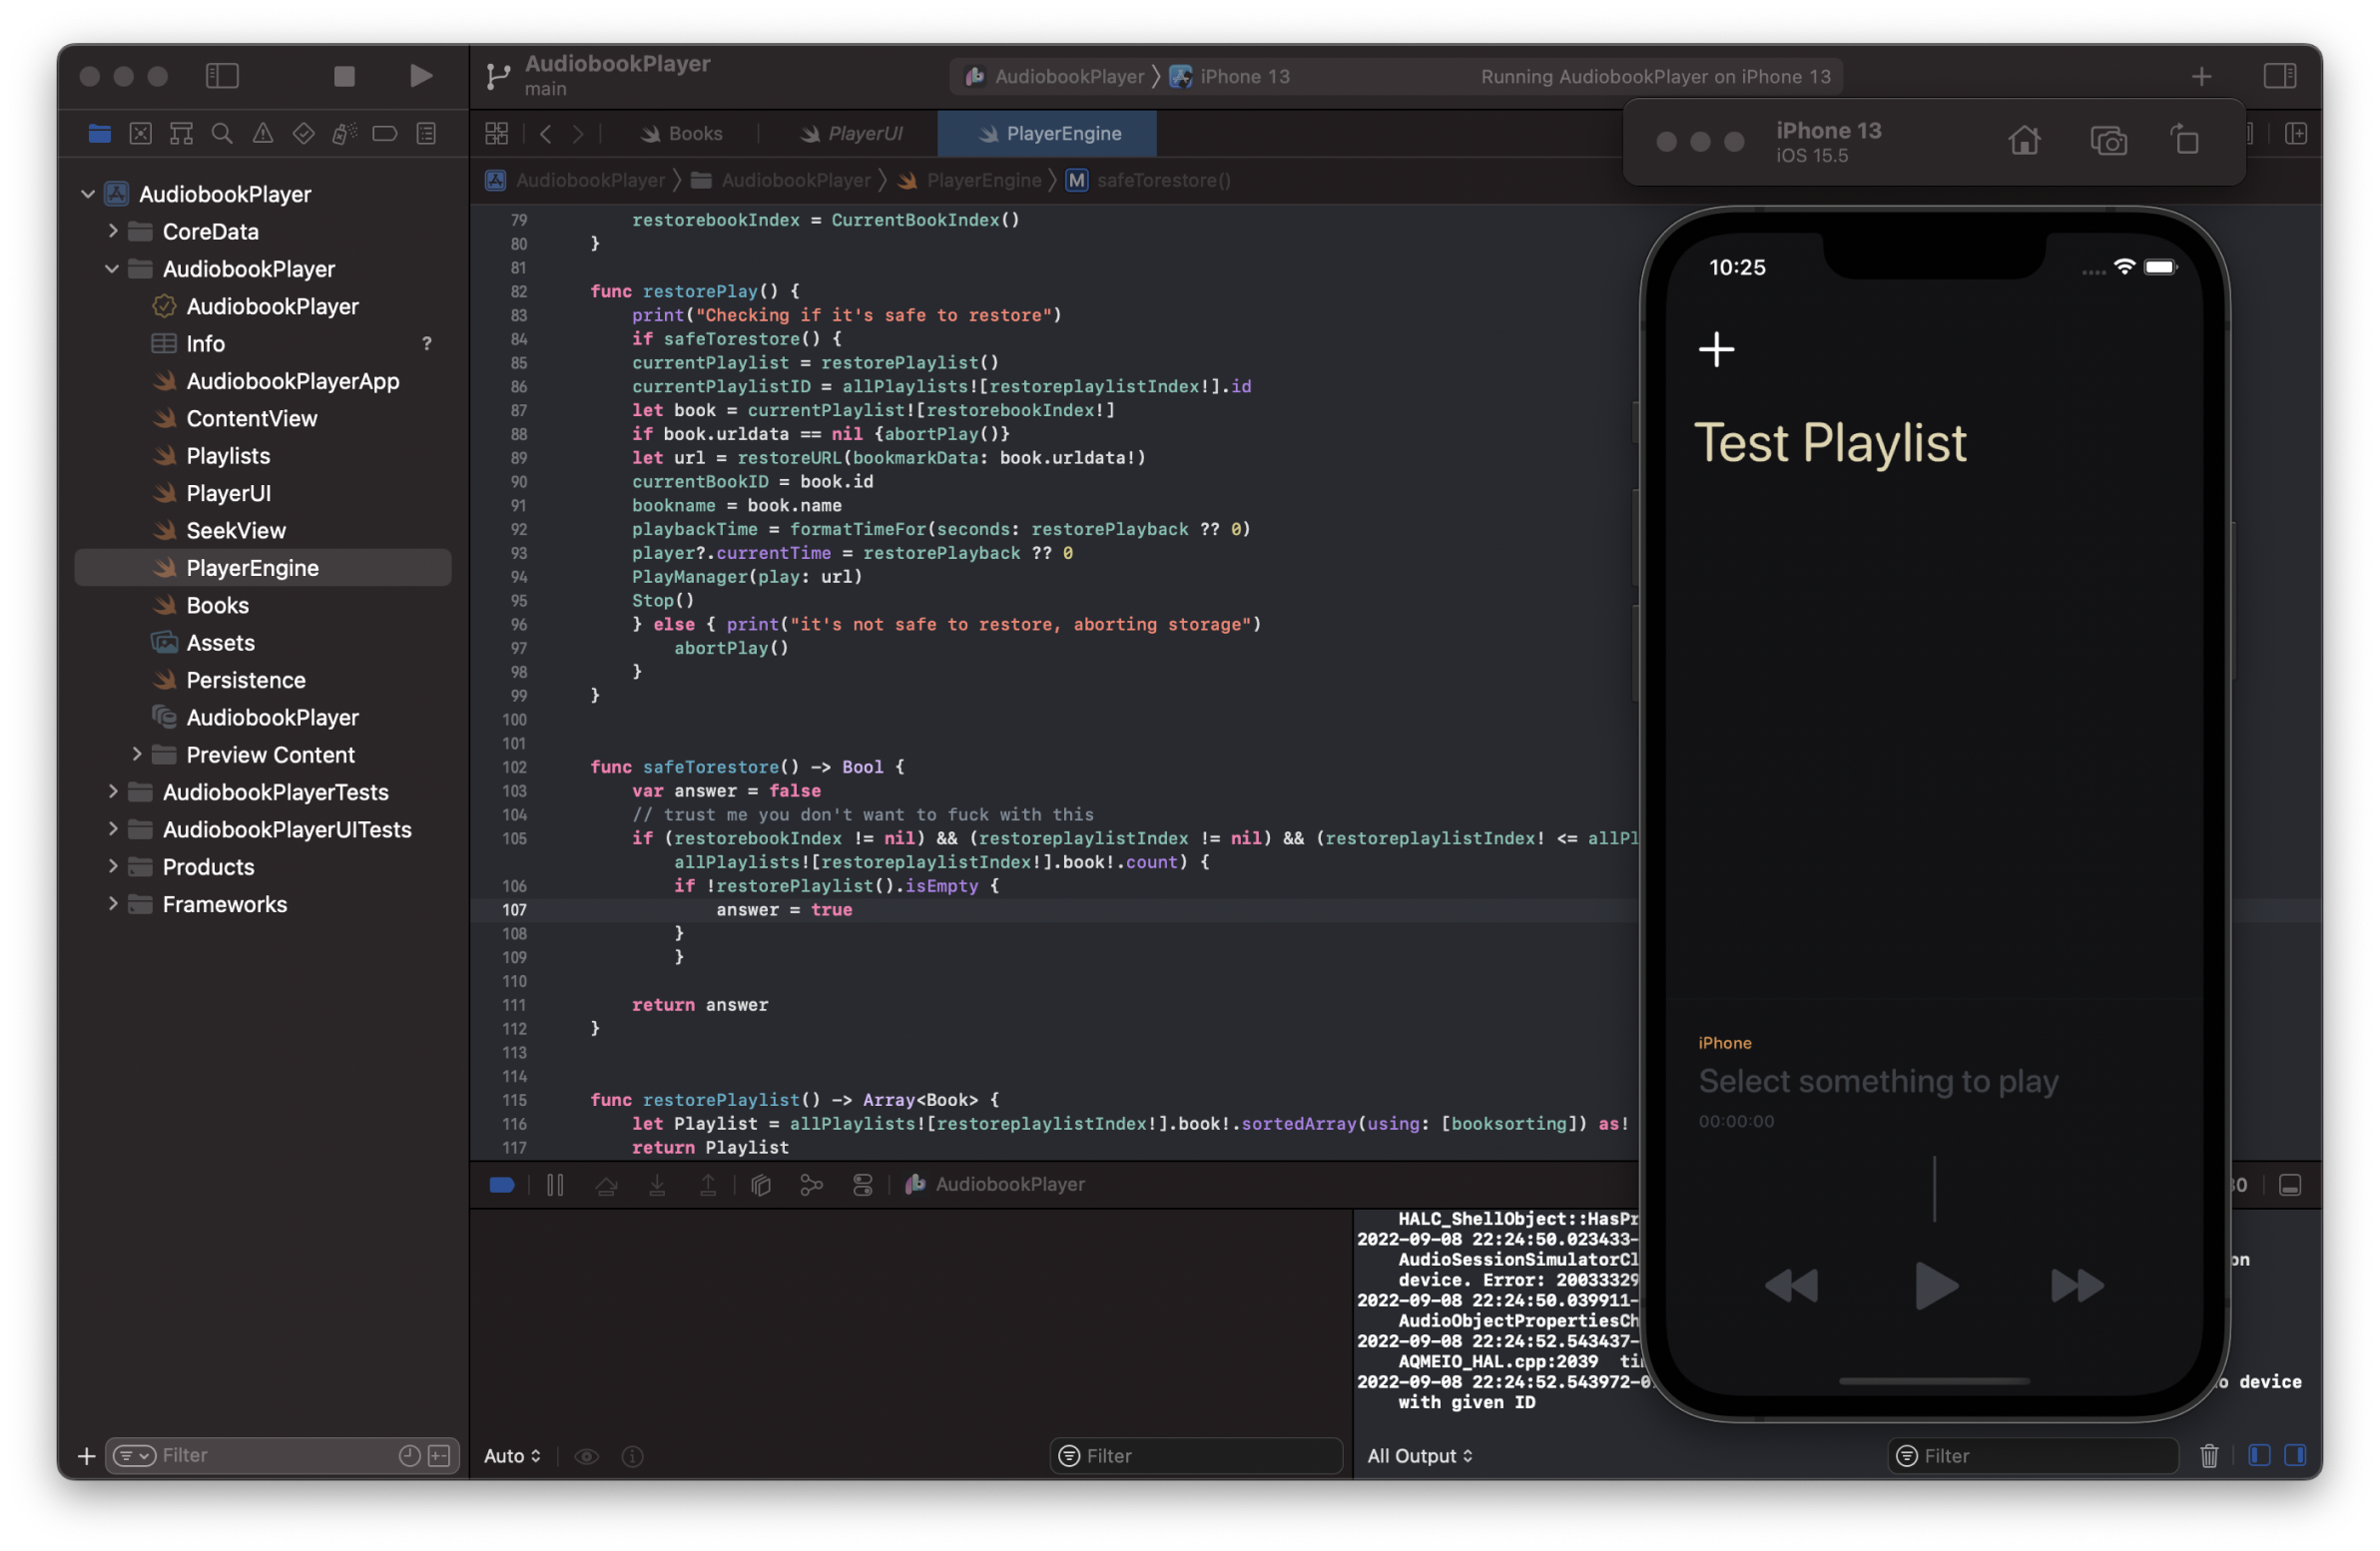 AudiobookPlayer
main
AudiobookPlayer
iPhone 13
Running AudiobookPlayer on iPhone 13
Books
PlayerUI
PlayerEngine
AudiobookPlayer
AudiobookPlayer
PlayerEngine
M
safeTorestore()
AudiobookPlayer
CoreData
AudiobookPlayer
AudiobookPlayer
Info ?
AudiobookPlayerApp
ContentView
Playlists
PlayerUI
SeekView
PlayerEngine
Books
Assets
Persistence
AudiobookPlayer
Preview Content
AudiobookPlayerTests
AudiobookPlayerUITests
Products
Frameworks
Filter
79 restorebookIndex = CurrentBookIndex()
80 }
81
82 func restorePlay() {
83 print("Checking if it's safe to restore")
84 if safeTorestore() {
85 currentPlaylist = restorePlaylist()
86 currentPlaylistID = allPlaylists![restoreplaylistIndex!].id
87 let book = currentPlaylist![restorebookIndex!]
88 if book.urldata == nil {abortPlay()}
89 let url = restoreURL(bookmarkData: book.urldata!)
90 currentBookID = book.id
91 bookname = book.name
92 playbackTime = formatTimeFor(seconds: restorePlayback ?? 0)
93 player?.currentTime = restorePlayback ?? 0
94 PlayManager(play: url)
95 Stop()
96 } else { print("it's not safe to restore, aborting storage")
97 abortPlay()
98 }
99 }
100
101
102 func safeTorestore() -> Bool {
103 var answer = false
104 // trust me you don't want to fuck with this
105 if (restorebookIndex != nil) && (restoreplaylistIndex != nil) && (restoreplaylistIndex! <= allPl
allPlaylists![restoreplaylistIndex!].book!.count) {
106 if !restorePlaylist().isEmpty {
107 answer = true
108 }
109 }
110
111 return answer
112 }
113
114
115 func restorePlaylist() -> Array<Book> {
116 let Playlist = allPlaylists![restoreplaylistIndex!].book!.sortedArray(using: [booksorting]) as!
117 return Playlist
AudiobookPlayer
HALC_ShellObject::HasPr
2022-09-08 22:24:50.023433-
AudioSessionSimulatorCl on
device. Error: 20033329
2022-09-08 22:24:50.039911-
AudioObjectPropertiesCh
2022-09-08 22:24:52.543437-
AQMEIO_HAL.cpp:2039 ti
2022-09-08 22:24:52.543972-0 o device
with given ID
Auto
Filter
All Output
Filter
iPhone 13
iOS 15.5
10:25
Test Playlist
iPhone
Select something to play
00:00:00